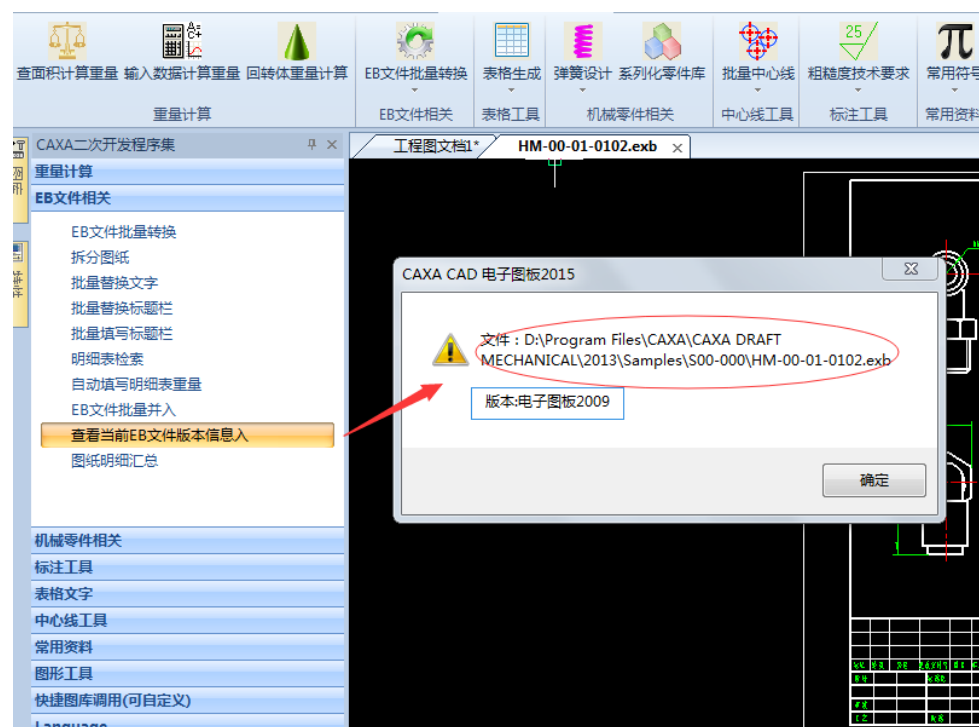 25
查面积计算重量 输入数据计算重量 回转体重量计算 EB文件批量转换 表格生成 弹簧设计 系列化零件库 批量中心线 粗糙度技术要求 常用符号
重量计算 EB文件相关 表格工具 机械零件相关 中心线工具 标注工具 常用资料
CAXA二次开发程序集
工程图文档1* HM-00-01-0102.exb
重量计算
EB文件相关
EB文件批量转换
拆分图纸
批量替换文字
批量替换标题栏
批量填写标题栏
明细表检索
自动填写明细表重量
EB文件批量并入
查看当前EB文件版本信息入
图纸明细汇总
机械零件相关
标注工具
表格文字
中心线工具
常用资料
图形工具
快捷图库调用(可自定义)
Language
特性
CAXA CAD 电子图板2015
文件：D:\Program Files\CAXA\CAXA DRAFT
MECHANICAL\2013\Samples\S00-000\HM-00-01-0102.exb
版本:电子图板2009
确定